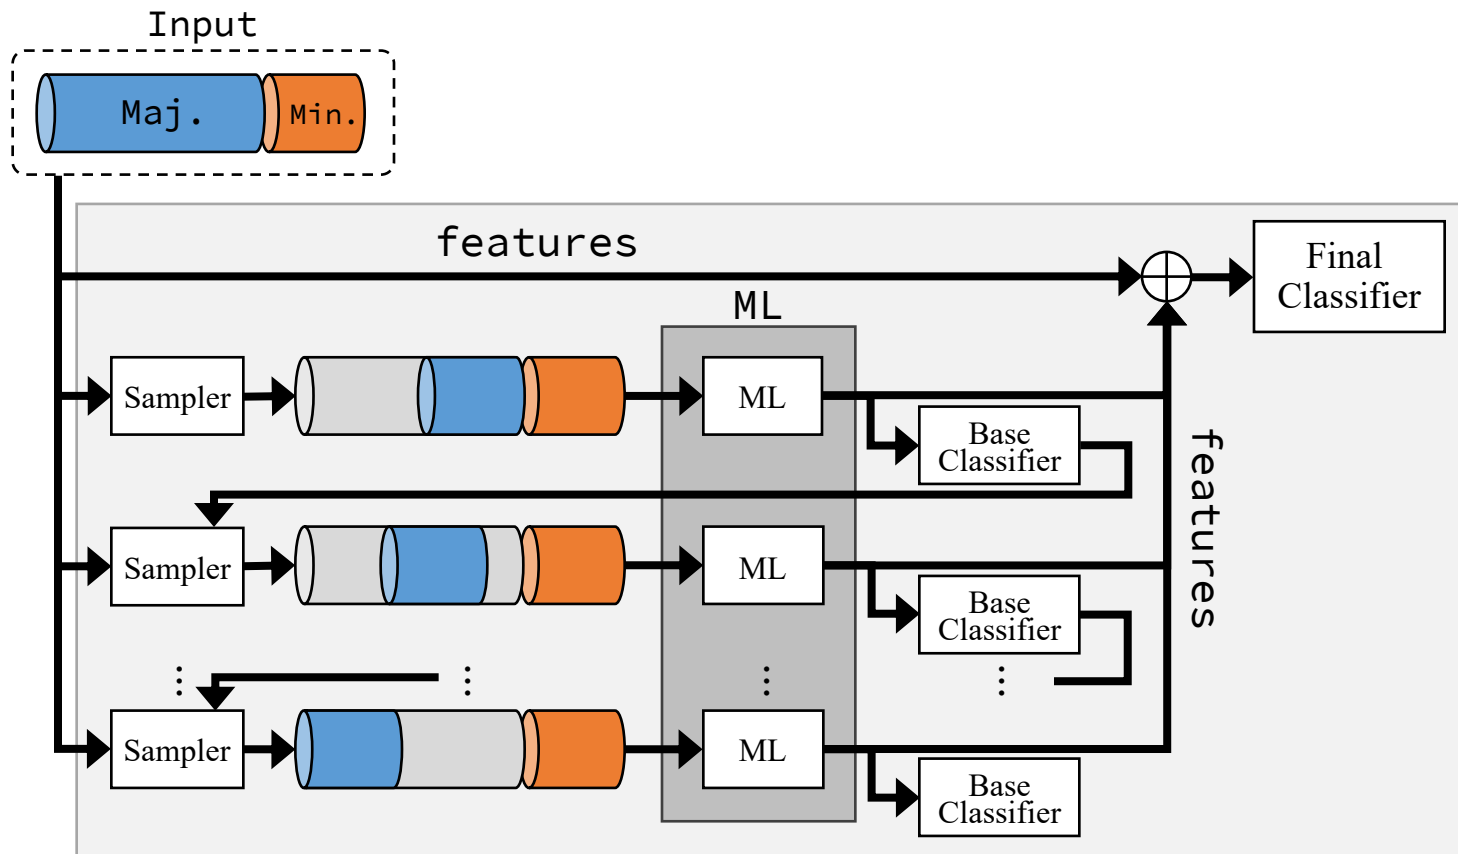 Input
Maj.
Min.
features
Final
Classifier
ML
Sampler
ML
Base
Classifier
features
Sampler
ML
Base
Classifier
Sampler
ML
Base
Classifier